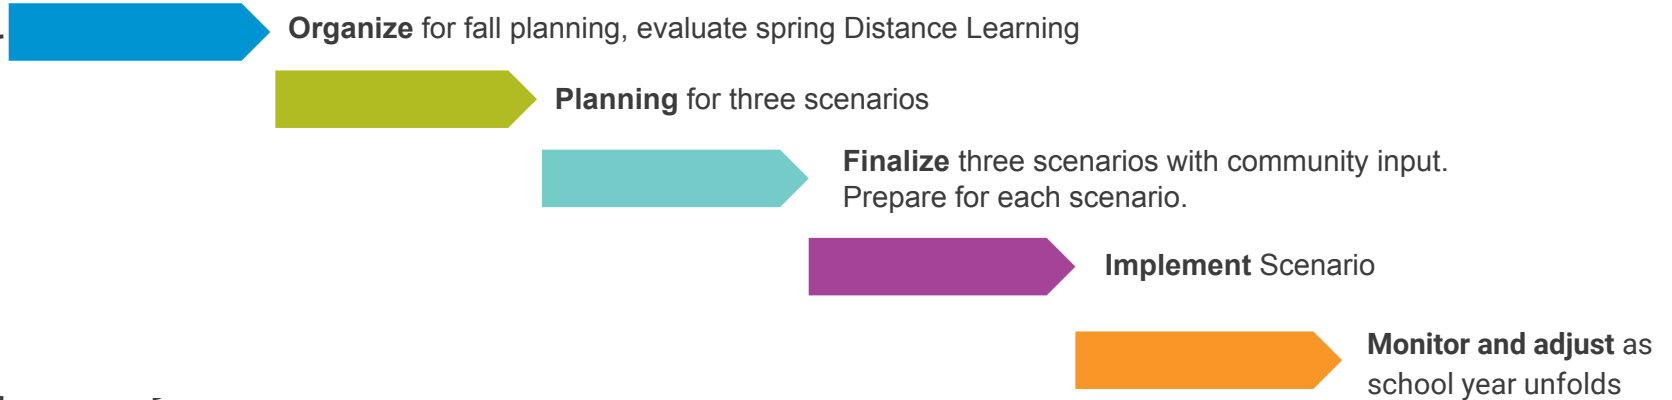 Organize for fall planning, evaluate spring Distance Learning
Planning for three scenarios
Finalize three scenarios with community input.
Prepare for each scenario.
Implement Scenario
Monitor and adjust as
school year unfolds